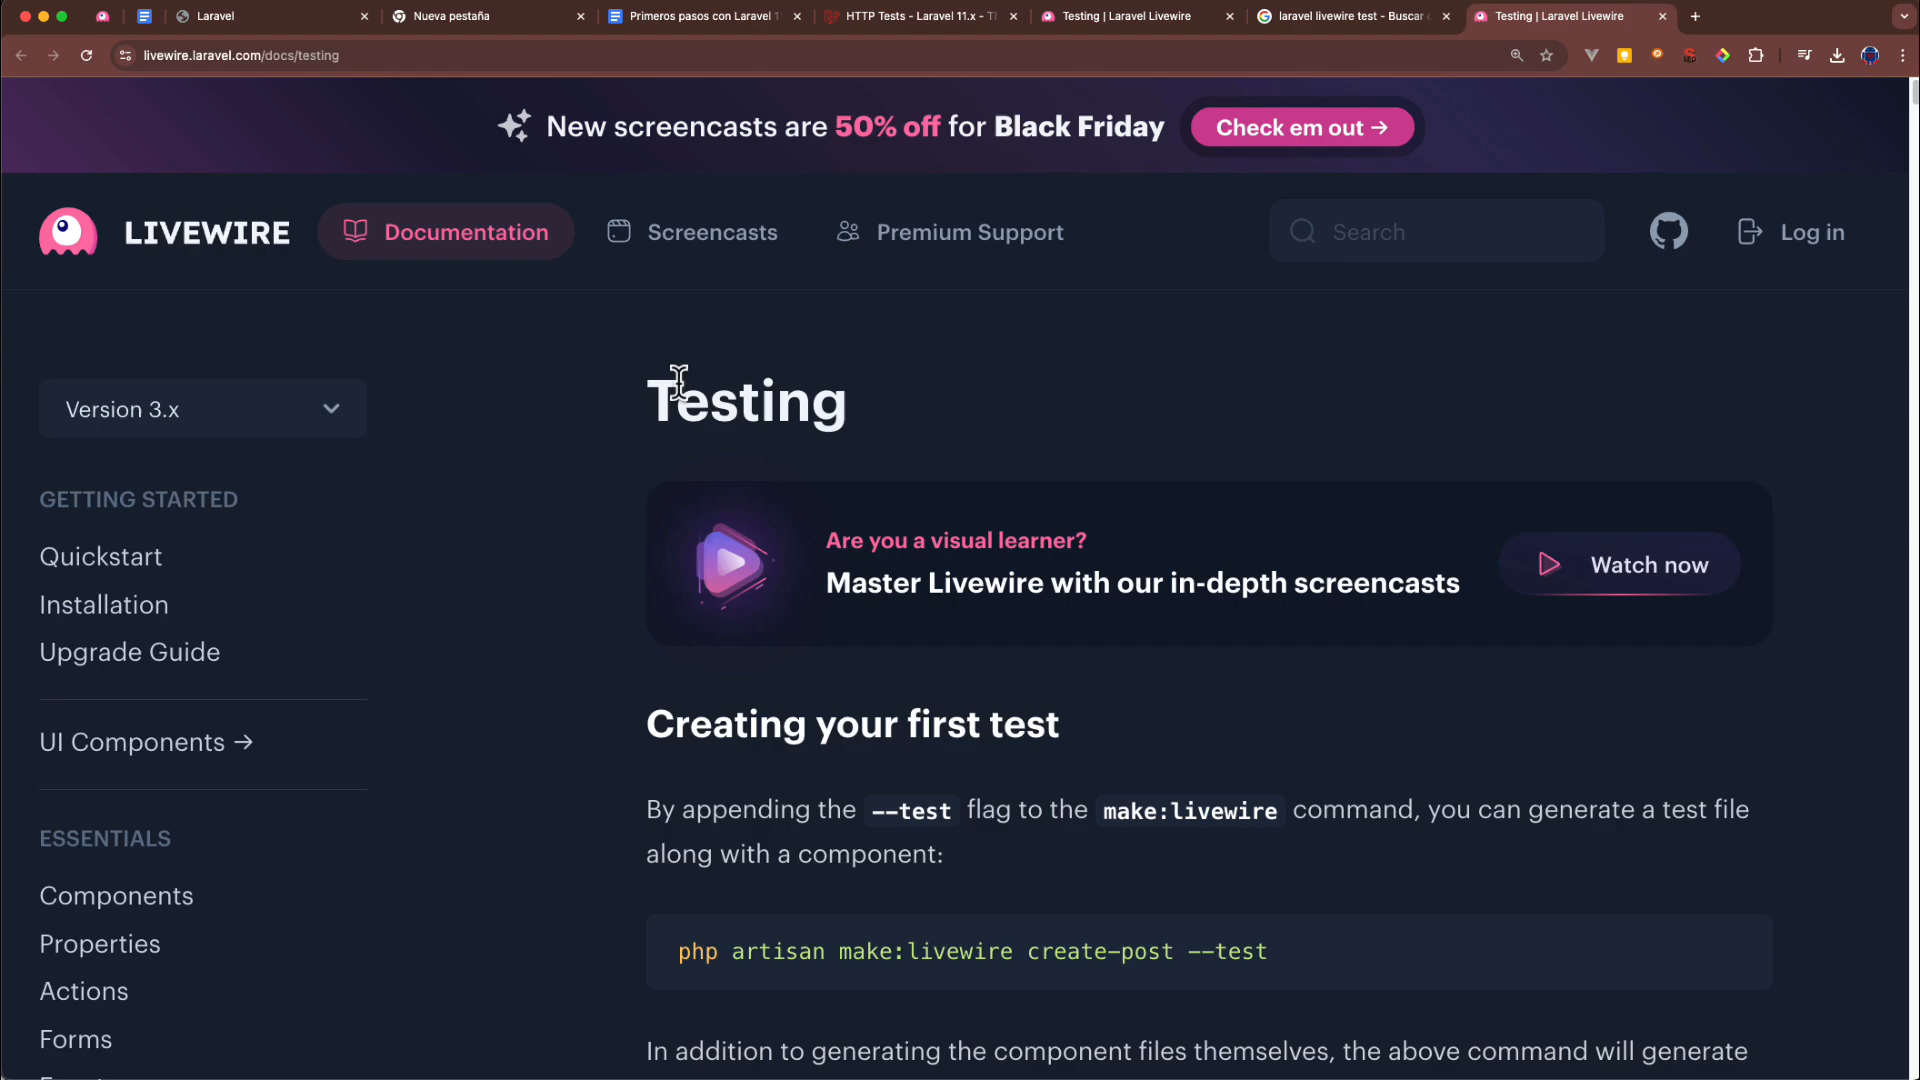 Laravel
Nueva pestaña
Primeros pasos con Laravel 1
HTTP Tests - Laravel 11.x - Th
Testing | Laravel Livewire
laravel livewire test - Buscar c
Testing | Laravel Livewire
livewire.laravel.com/docs/testing
New screencasts are 50% off for Black Friday
Check em out →
LIVEWIRE
Documentation
Screencasts
Premium Support
Search
Log in
Version 3.x
GETTING STARTED
Quickstart
Installation
Upgrade Guide
UI Components →
ESSENTIALS
Components
Properties
Actions
Forms
Testing
Are you a visual learner?
Master Livewire with our in-depth screencasts
Watch now
Creating your first test
By appending the --test flag to the make:livewire command, you can generate a test file
along with a component:
php artisan make:livewire create-post --test
In addition to generating the component files themselves, the above command will generate